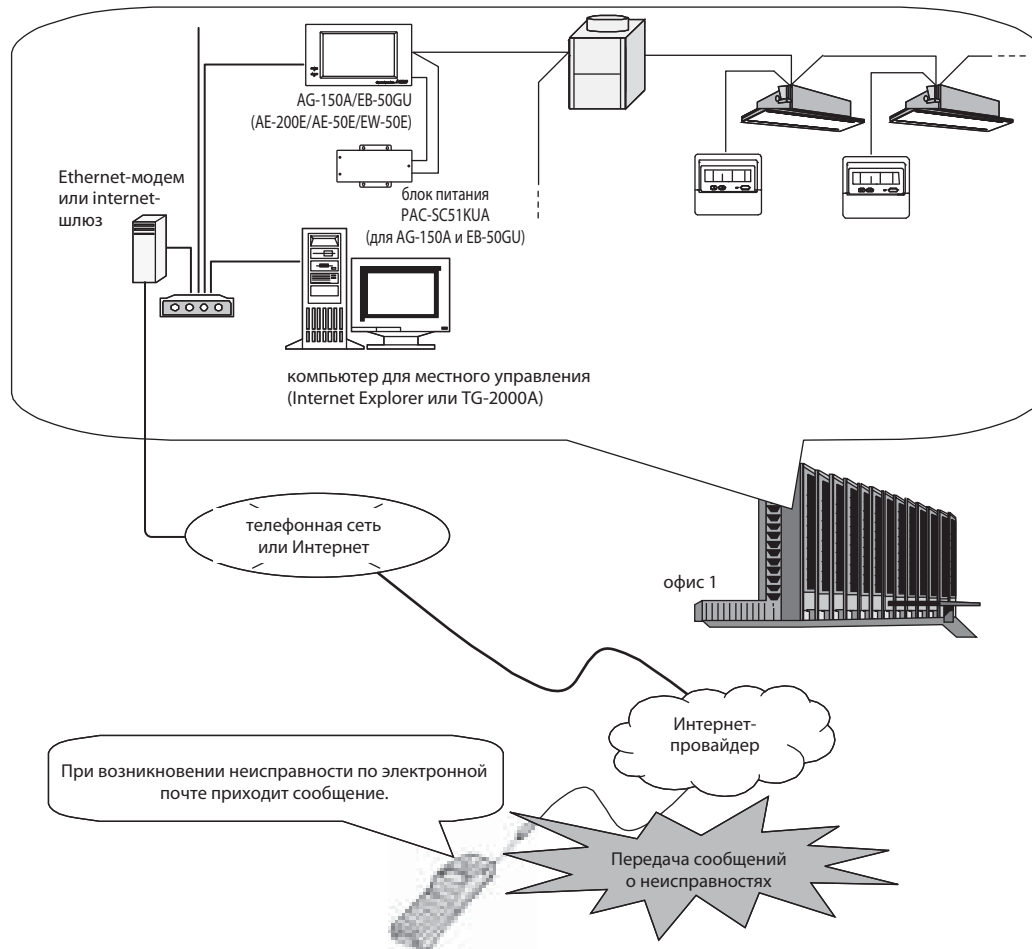 AG-150A/EB-50GU
(AE-200E/AE-50E/EW-50E)
Ethernet-модем
или internet-
шлюз
блок питания
PAC-SC51KUA
(для AG-150A и EB-50GU)
компьютер для местного управления
(Internet Explorer или TG-2000A)
телефонная сеть
или Интернет
офис 1
Интернет-
провайдер
При возникновении неисправности по электронной
почте приходит сообщение.
Передача сообщений
о неисправностях